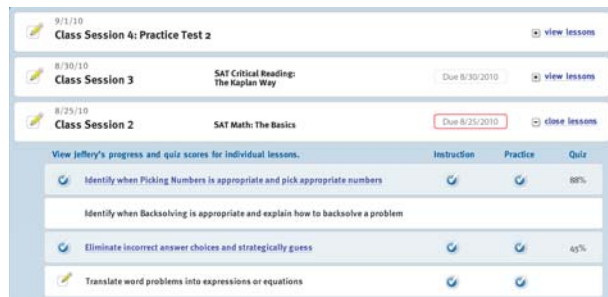 9/1/10
Class Session 4: Practice Test 2
view lessons
8/30/10
Class Session 3
SAT Critical Reading:
The Kaplan Way
Due 8/30/2010
view lessons
8/25/10
Class Session 2
SAT Math: The Basics
Due 8/25/2010
close lessons
View Jeffery's progress and quiz scores for individual lessons. Instruction Practice Quiz
Identify when Picking Numbers is appropriate and pick appropriate numbers 88%
Identify when Backsolving is appropriate and explain how to backsolve a problem
Eliminate incorrect answer choices and strategically guess 45%
Translate word problems into expressions or equations